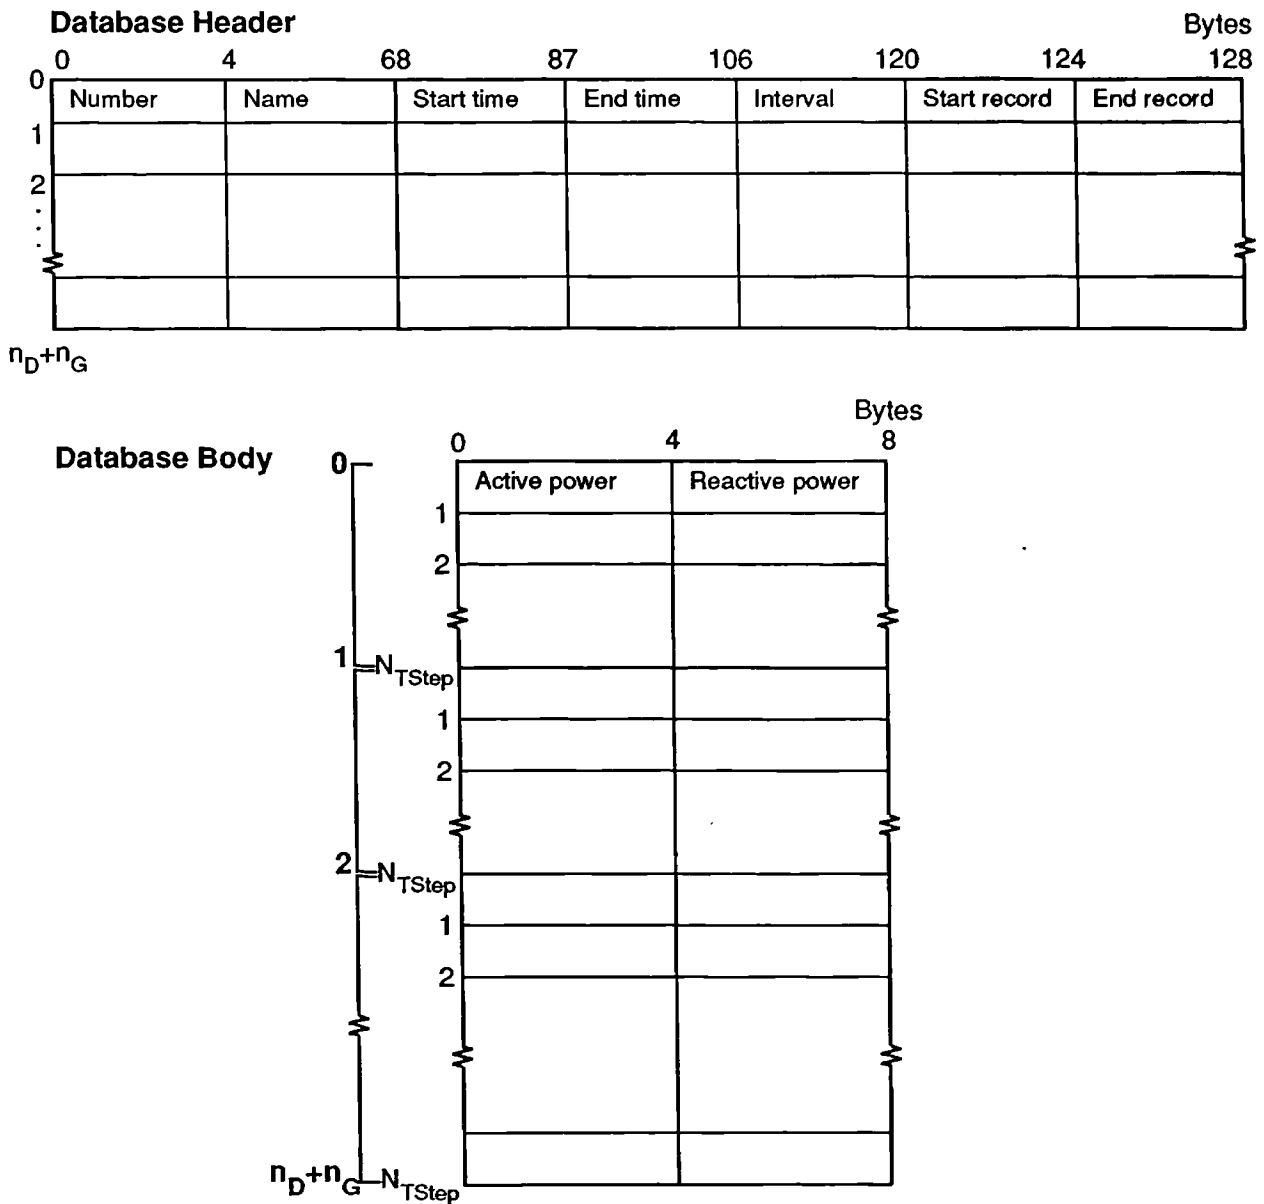 Database Header
Bytes
0 4 68 87 106 120 124 128
0 Number Name Start time End time Interval Start record End record
1
2
n_D+n_G
Bytes
0 4 8
Database Body 0
Active power Reactive power
1
2
1 N_TStep
1
2
2 N_TStep
1
2
n_D+n_G N_TStep